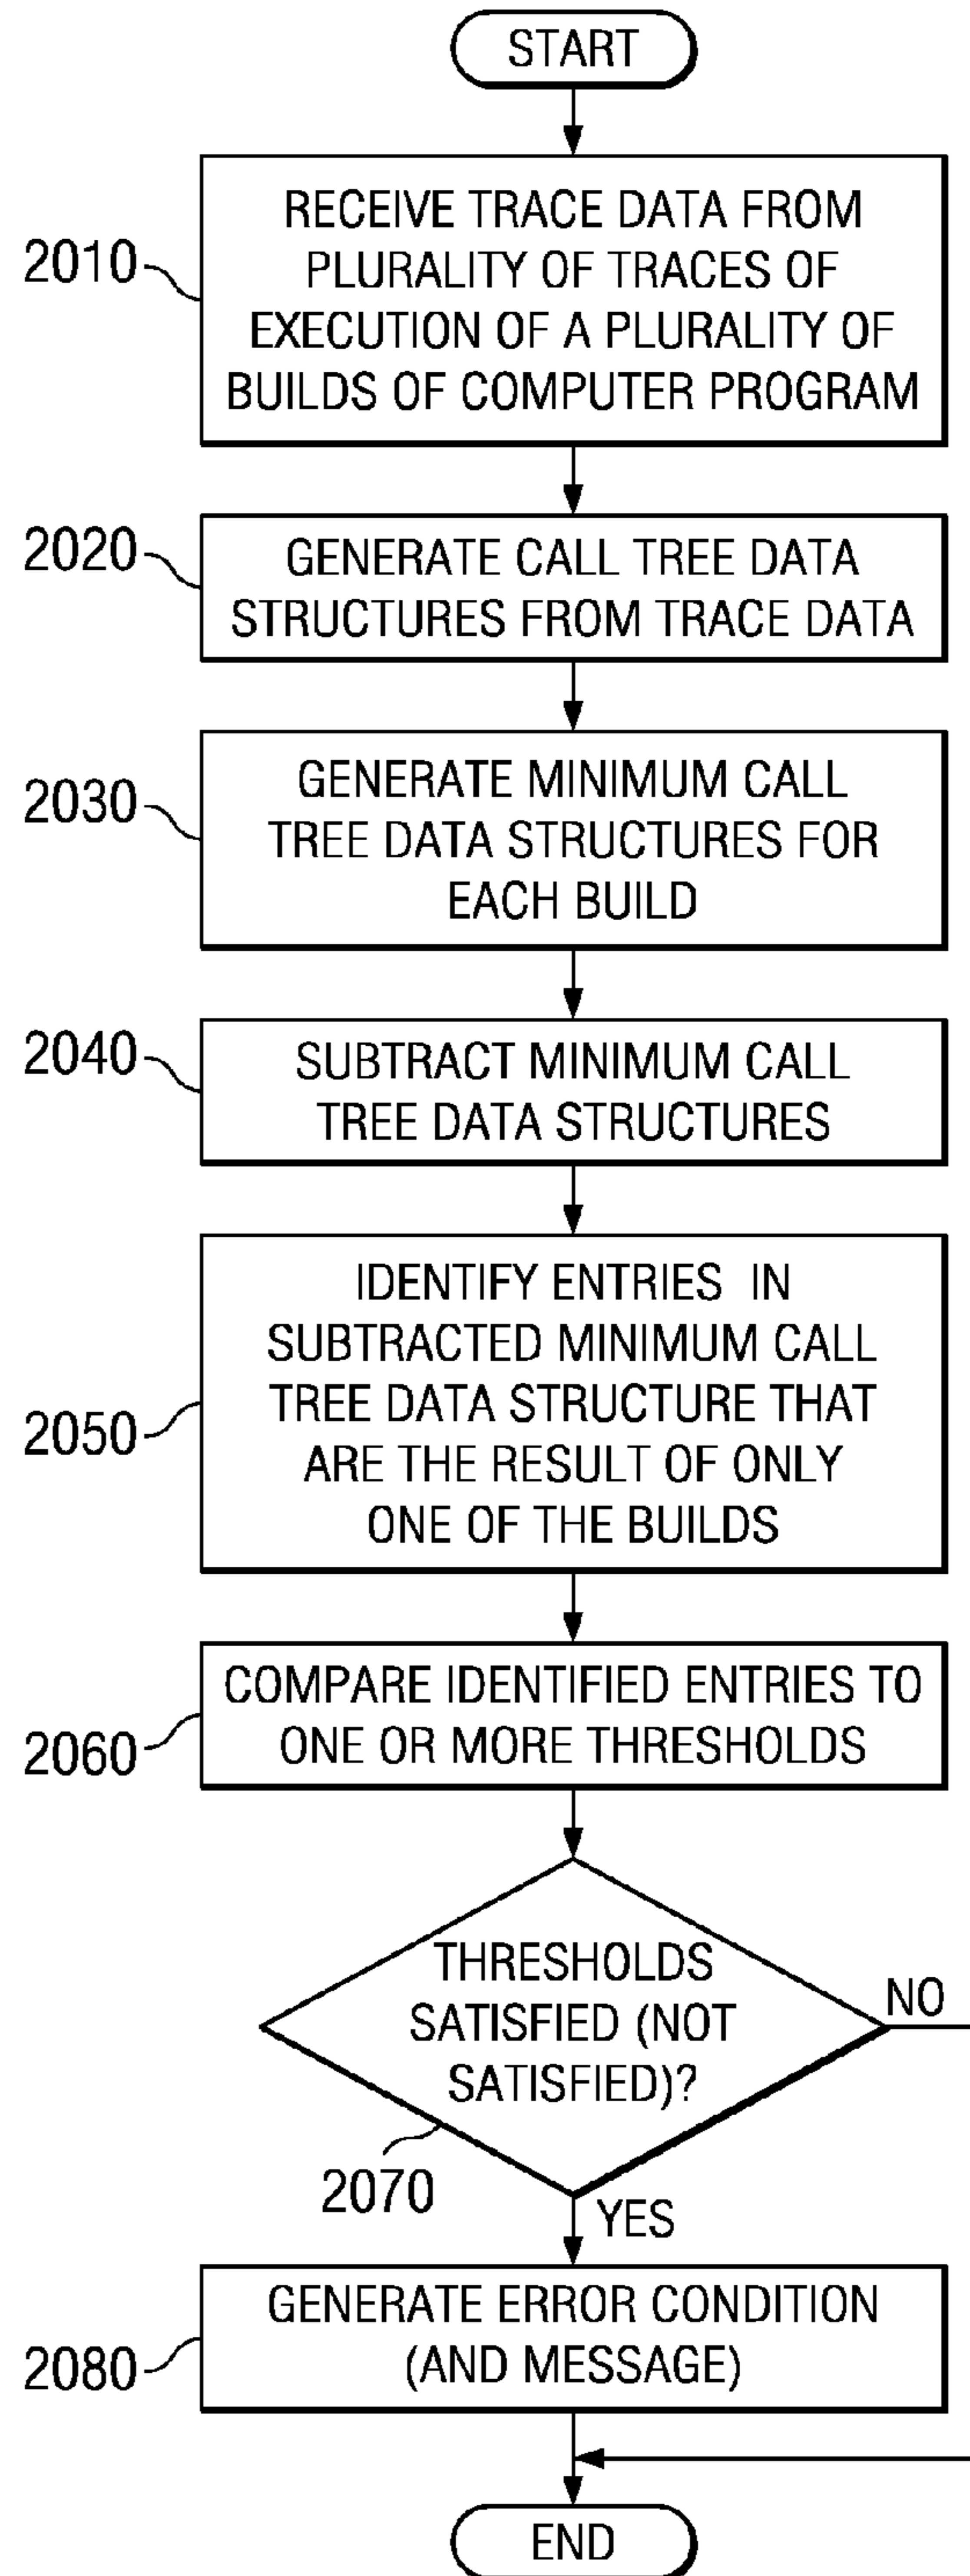 START
2010
RECEIVE TRACE DATA FROM
PLURALITY OF TRACES OF
EXECUTION OF A PLURALITY OF
BUILDS OF COMPUTER PROGRAM
2020
GENERATE CALL TREE DATA
STRUCTURES FROM TRACE DATA
2030
GENERATE MINIMUM CALL
TREE DATA STRUCTURES FOR
EACH BUILD
2040
SUBTRACT MINIMUM CALL
TREE DATA STRUCTURES
2050
IDENTIFY ENTRIES IN
SUBTRACTED MINIMUM CALL
TREE DATA STRUCTURE THAT
ARE THE RESULT OF ONLY
ONE OF THE BUILDS
2060
COMPARE IDENTIFIED ENTRIES TO
ONE OR MORE THRESHOLDS
THRESHOLDS
SATISFIED (NOT
SATISFIED)?
NO
2070
YES
2080
GENERATE ERROR CONDITION
(AND MESSAGE)
END